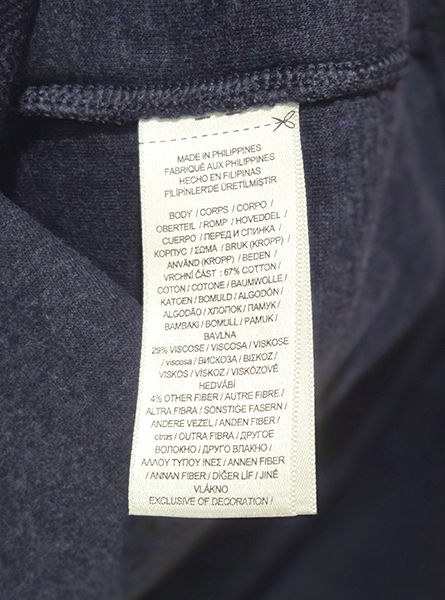 MADE IN PHILIPPINES
FABRIQUÉ AUX PHILIPPINES
HECHO EN FILIPINAS
FİLİPİNLER'DE ÜRETİLMİŞTİR
BODY / CORPS / CORPO /
OBERTEIL / ROMP / HOVEDDEL /
CUERPO / ПЕРЕД И СПИНКА /
КОРПУС / ΣΩΜΑ / BRUK (KROPP) /
ANVÄND (KROPP) / BEDEN /
VRCHNÍ ČÁST : 67% COTTON /
COTON / COTONE / BAUMWOLLE /
KATOEN / BOMULD / ALGODÓN /
ALGODÃO / ХЛОПОК / ПАМУК /
BAMBAKI / BOMULL / PAMUK /
BAVLNA
29% VISCOSE / VISCOSA / VISKOSE
/ viscosa / ВИСКОЗА / ΒΙΣΚΟΖ /
VISKOS / VİSKOZ / VISKÓZOVÉ
HEDVÁBÍ
4% OTHER FIBER / AUTRE FIBRE /
ALTRA FIBRA / SONSTIGE FASERN /
ANDERE VEZEL / ANDEN FIBER /
otras / OUTRA FIBRA / ДРУГОЕ
ВОЛОКНО / ДРУГО ВЛАКНО /
ΑΛΛΟΥ ΤΥΠΟΥ ΙΝΕΣ / ANNEN FIBER
/ ANNAN FIBER / DİĞER LİF / JINÉ
VLÁKNO
EXCLUSIVE OF DECORATION /